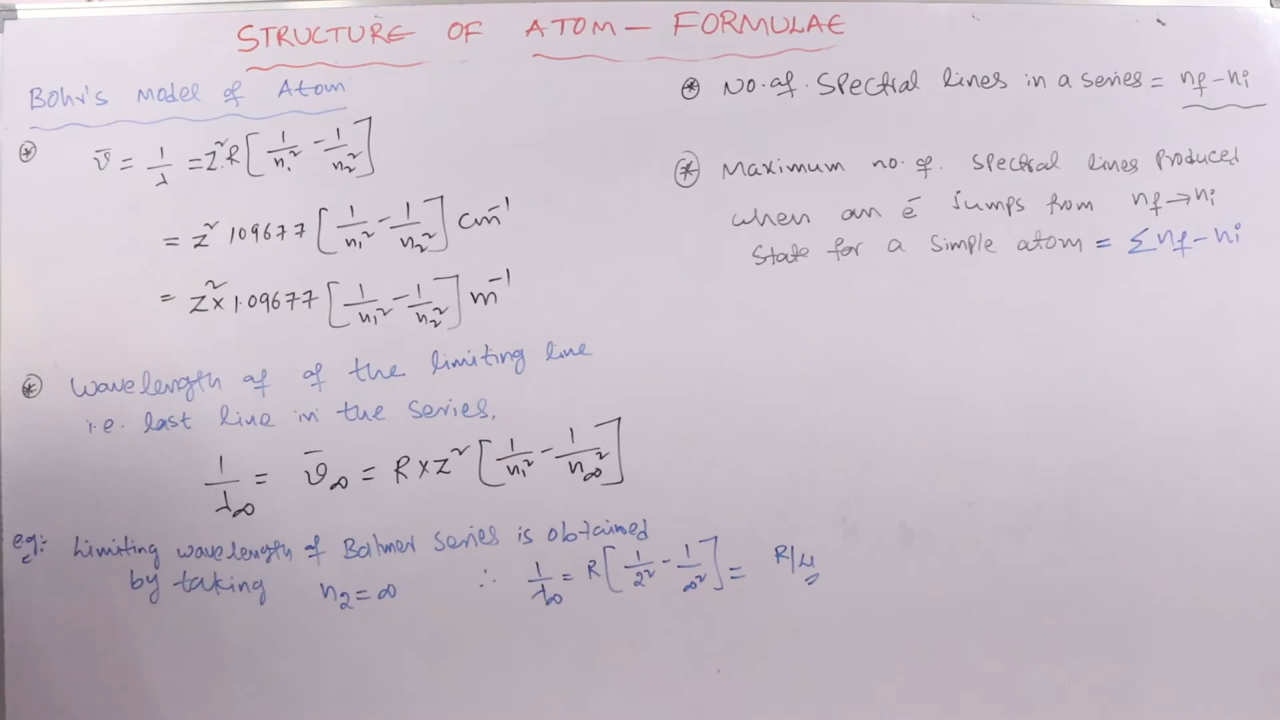 STRUCTURE OF ATOM – FORMULAE
Bohr's Model of Atom
⊛ ν̅ = 1/λ = Z²R[1/n₁² – 1/n₂²]
= Z² 109677 [1/n₁² – 1/n₂²] cm⁻¹
= Z² × 1.09677 [1/n₁² – 1/n₂²] m⁻¹
⊛ Wavelength of of the limiting line
i.e. last line in the series.
1/λ∞ = ν̅∞ = R × Z² [1/n₁² – 1/n∞²]
eg: Limiting wavelength of Balmer series is obtained
by taking n₂ = ∞ ∴ 1/λ∞ = R[1/2² – 1/∞²] = R/4
⊛ No. of. Spectral lines in a series = nf – ni
⊛ Maximum no. of. Spectral lines Produced
when an e̅ Jumps from nf → ni
State for a simple atom = Σnf – ni